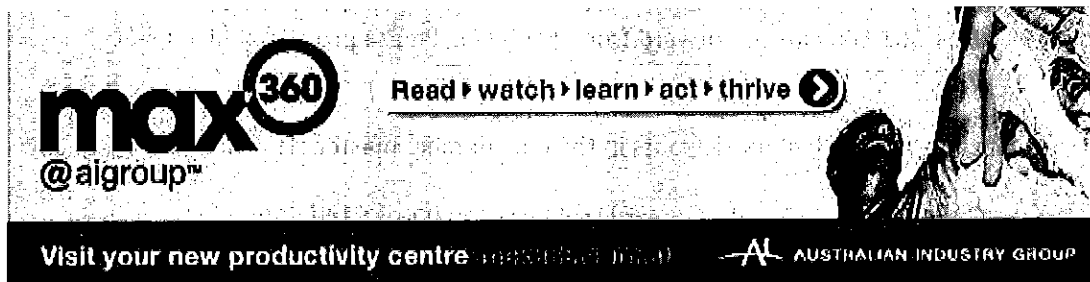 max 360
@aigroup™
Read ▸ watch ▸ learn ▸ act ▸ thrive
Visit your new productivity centre
AUSTRALIAN INDUSTRY GROUP